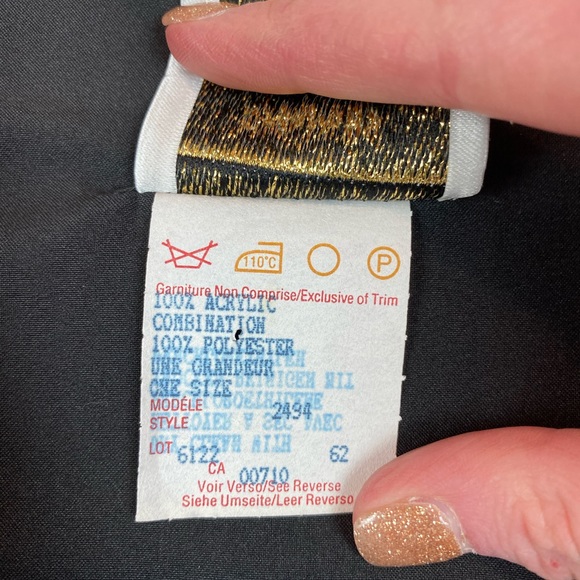 110°C
P
Garniture Non Comprise/Exclusive of Trim
100% ACRYLIC
COMBINATION
100% POLYESTER
UNE GRANDEUR
ONE SIZE
MODÉLE
STYLE 2494
LOT 6122 62
CA 00710
Voir Verso/See Reverse
Siehe Umseite/Leer Reverso